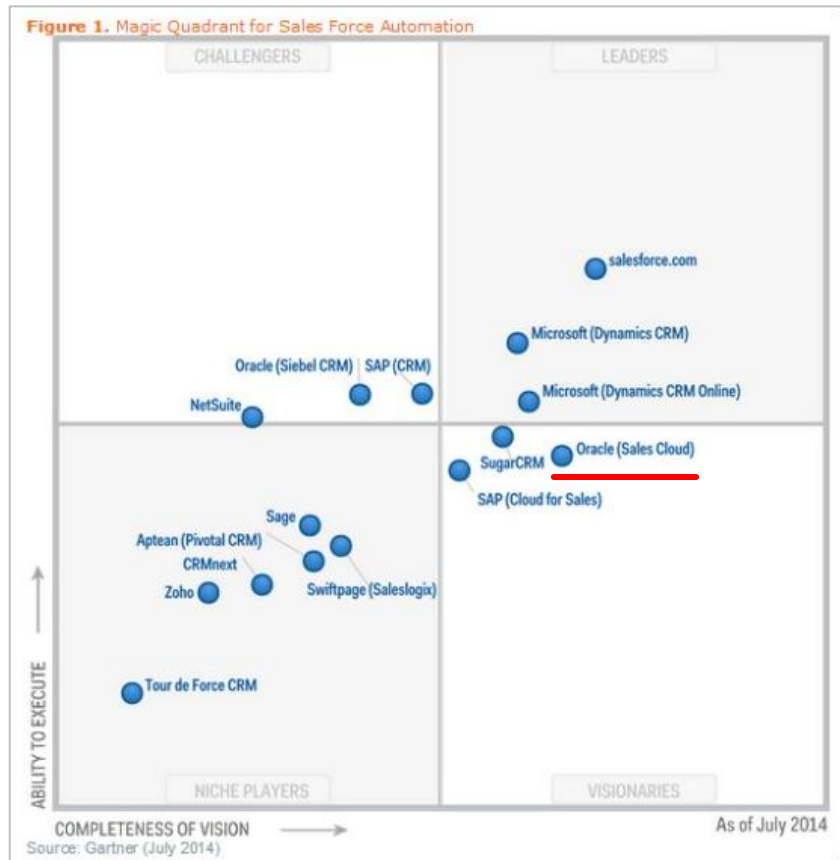 Figure 1. Magic Quadrant for Sales Force Automation
CHALLENGERS
LEADERS
salesforce.com
Microsoft (Dynamics CRM)
Oracle (Siebel CRM)
SAP (CRM)
Microsoft (Dynamics CRM Online)
NetSuite
Oracle (Sales Cloud)
SugarCRM
SAP (Cloud for Sales)
Sage
Aptean (Pivotal CRM)
CRMnext
Swiftpage (Saleslogix)
Zoho
Tour de Force CRM
ABILITY TO EXECUTE
NICHE PLAYERS
VISIONARIES
COMPLETENESS OF VISION
As of July 2014
Source: Gartner (July 2014)